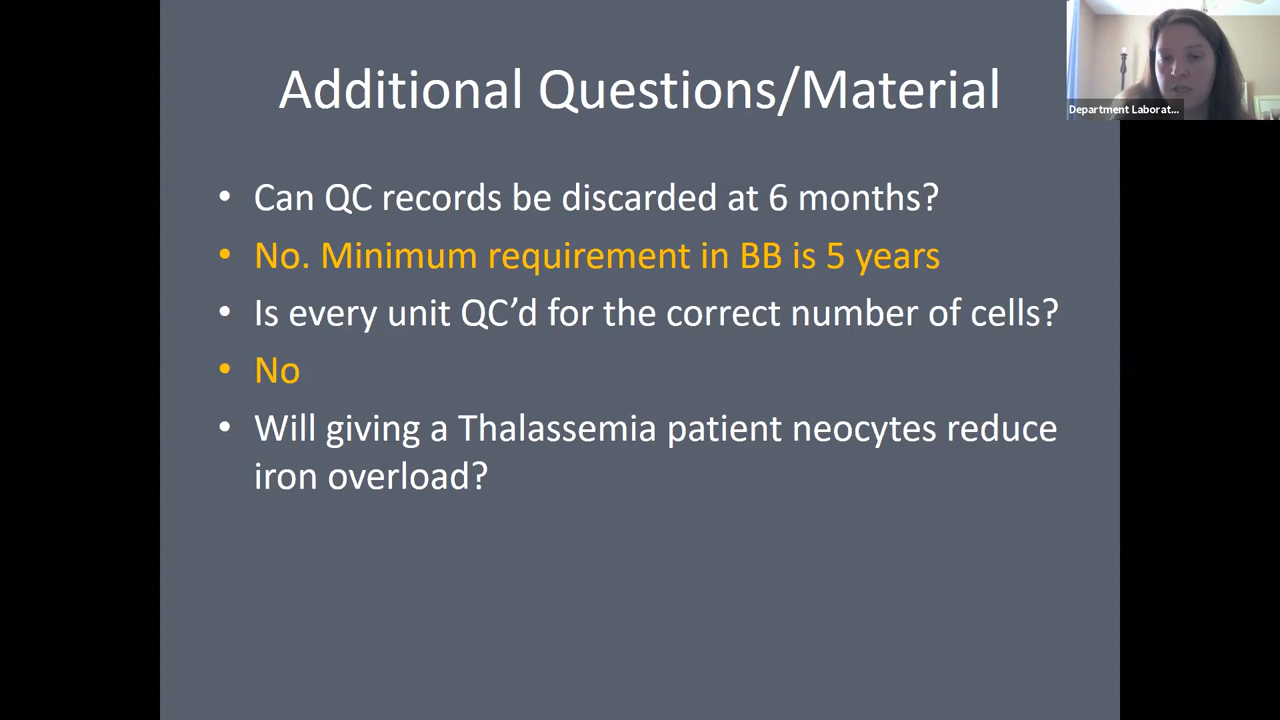 Additional Questions/Material
Department Laborat...
• Can QC records be discarded at 6 months?
• No. Minimum requirement in BB is 5 years
• Is every unit QC’d for the correct number of cells?
• No
• Will giving a Thalassemia patient neocytes reduce
iron overload?